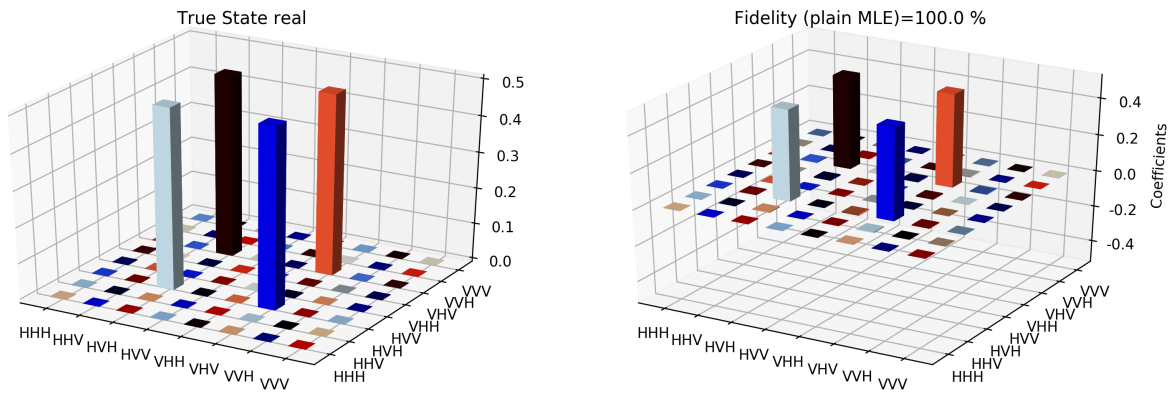 True State real
0.5
0.4
0.3
0.2
0.1
0.0
HHH
HHV
HVH
HVV
VHH
VHV
VVH
VVV
HHH
HHV
HVH
HVV
VHH
VHV
VVH
VVV
Fidelity (plain MLE)=100.0 %
0.4
0.2
0.0
-0.2
-0.4
Coefficients
HHH
HHV
HVH
HVV
VHH
VHV
VVH
VVV
HHH
HHV
HVH
HVV
VHH
VHV
VVH
VVV